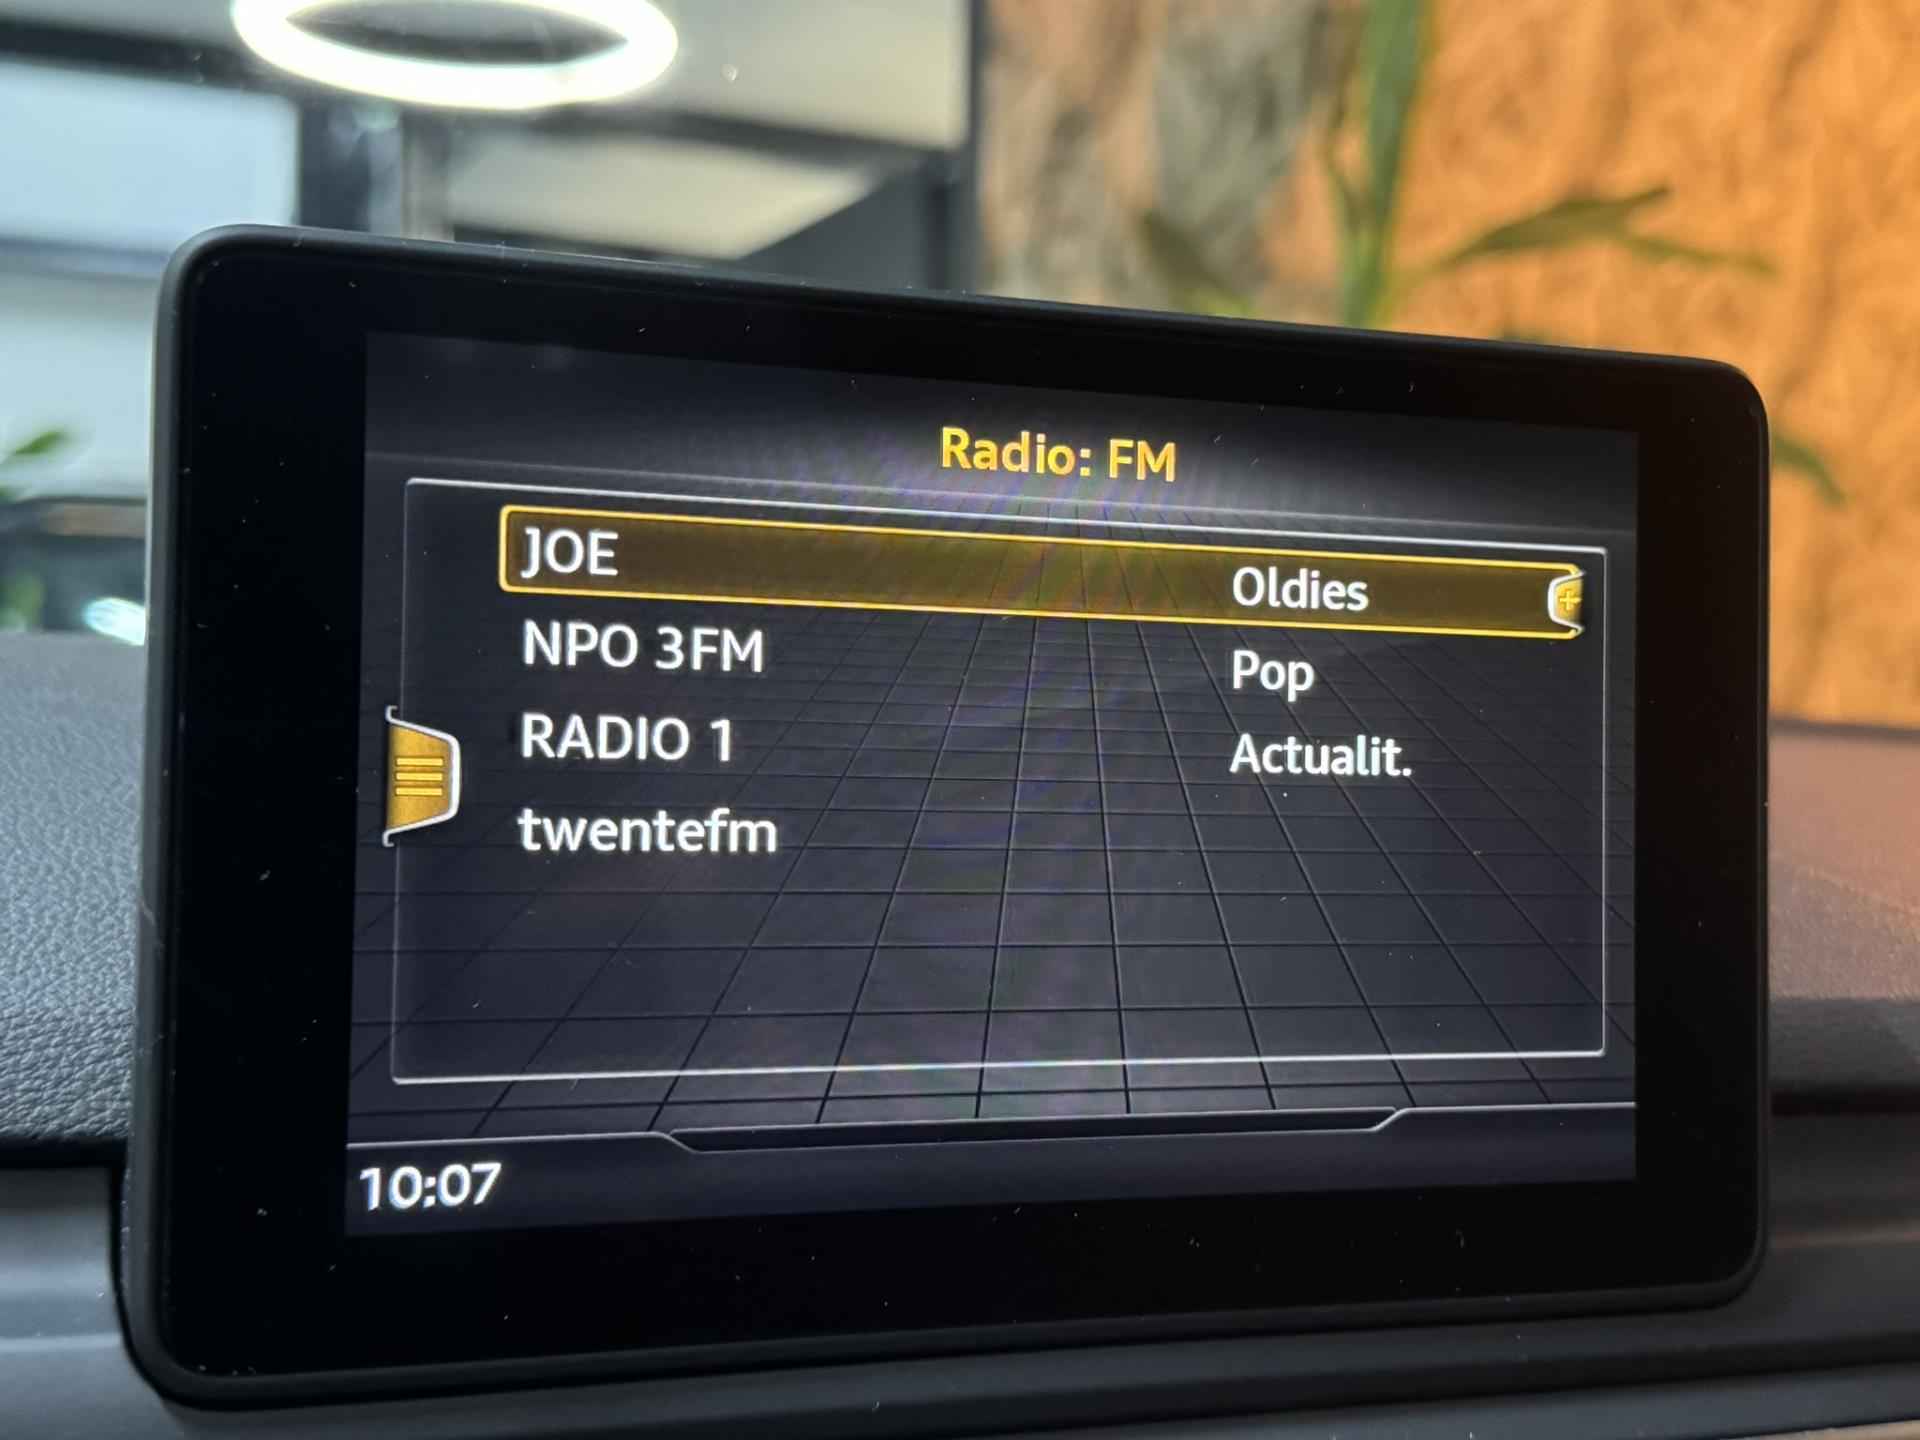 Radio: FM
JOE Oldies
NPO 3FM Pop
RADIO 1 Actualit.
twentefm
10:07